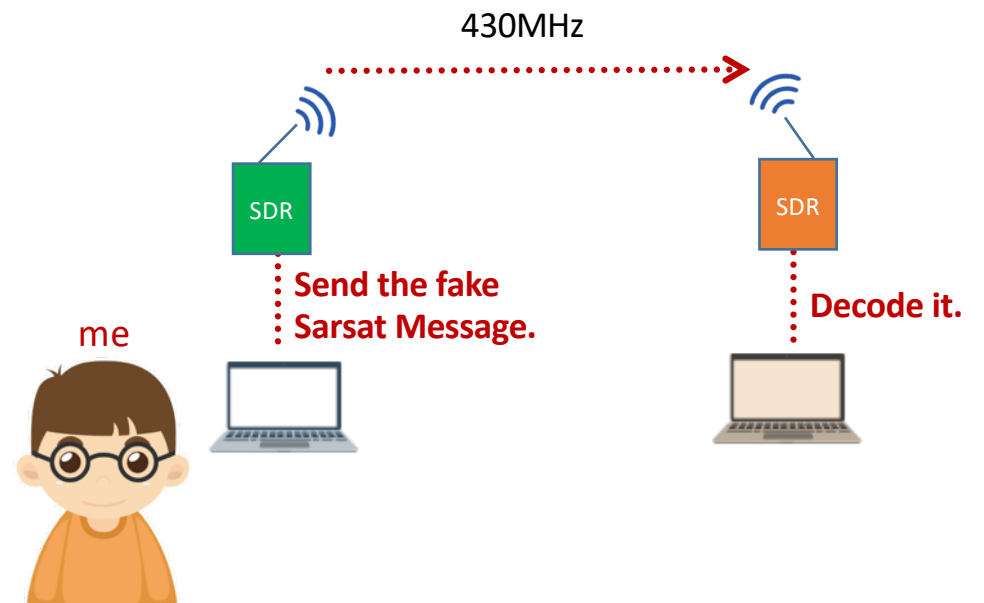 430MHz
SDR
SDR
Send the fake
Sarsat Message.
Decode it.
me